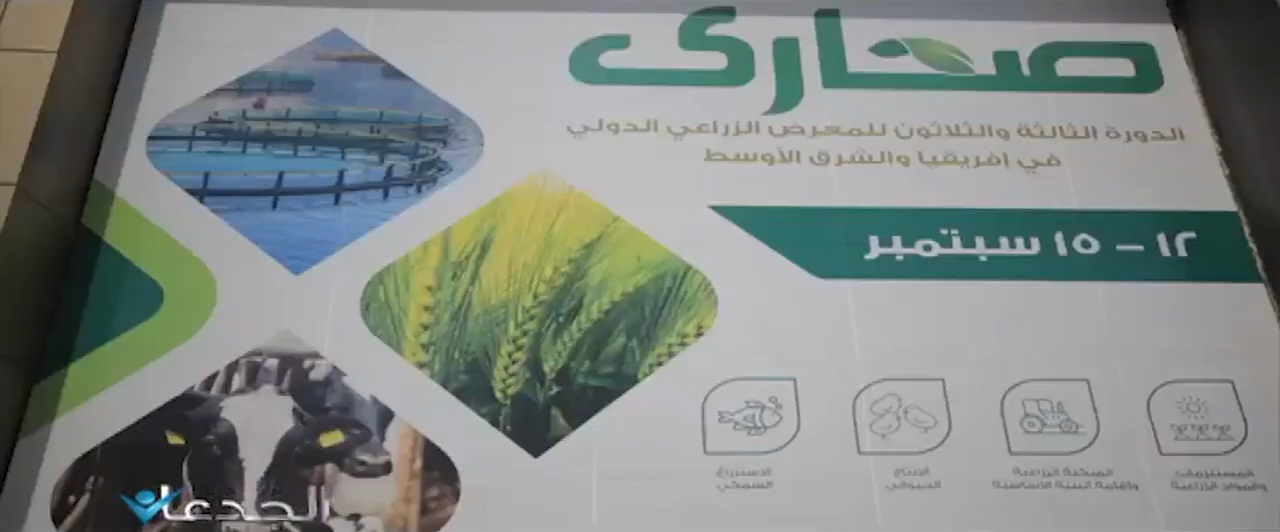 صحارى
الدورة الثالثة والثلاثون للمعرض الزراعي الدولي
في إفريقيا والشرق الأوسط
١٢ - ١٥ سبتمبر
المستلزمات
والمواد الزراعية
الميكنة الزراعية
وإقامة البنية الأساسية
الانتاج
الحيواني
الاستزراع
السمكي
الجدعان